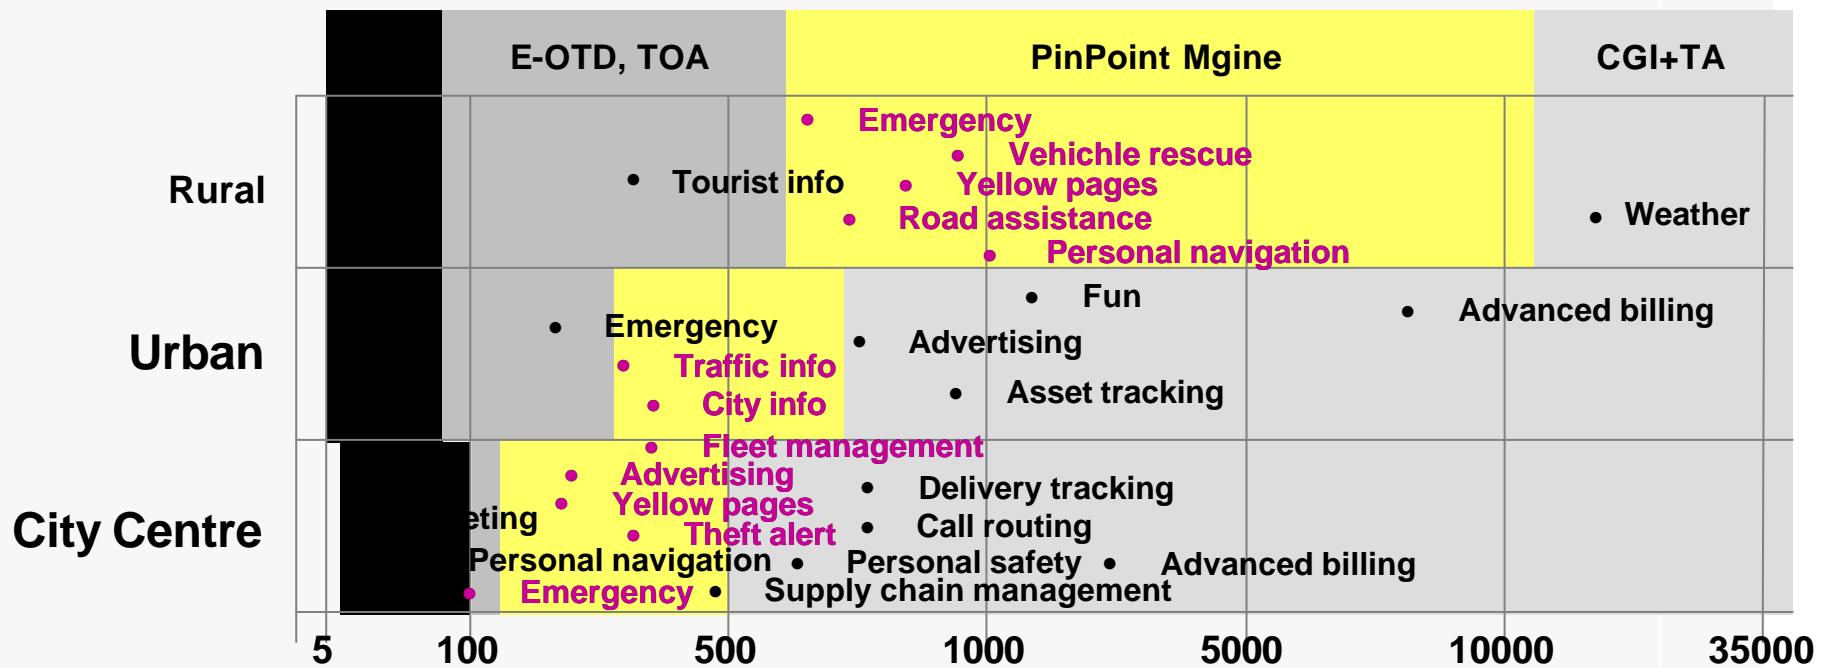 E-OTD, TOA
PinPoint Mgine
CGI+TA
Rural
Emergency
Vehichle rescue
Tourist info
Yellow pages
Road assistance
Weather
Personal navigation
Urban
Fun
Advanced billing
Emergency
Advertising
Traffic info
Asset tracking
City info
City Centre
Fleet management
Advertising
Delivery tracking
Yellow pages
eting
Call routing
Theft alert
Personal navigation
Personal safety
Advanced billing
Emergency
Supply chain management
5 100 500 1000 5000 10000 35000